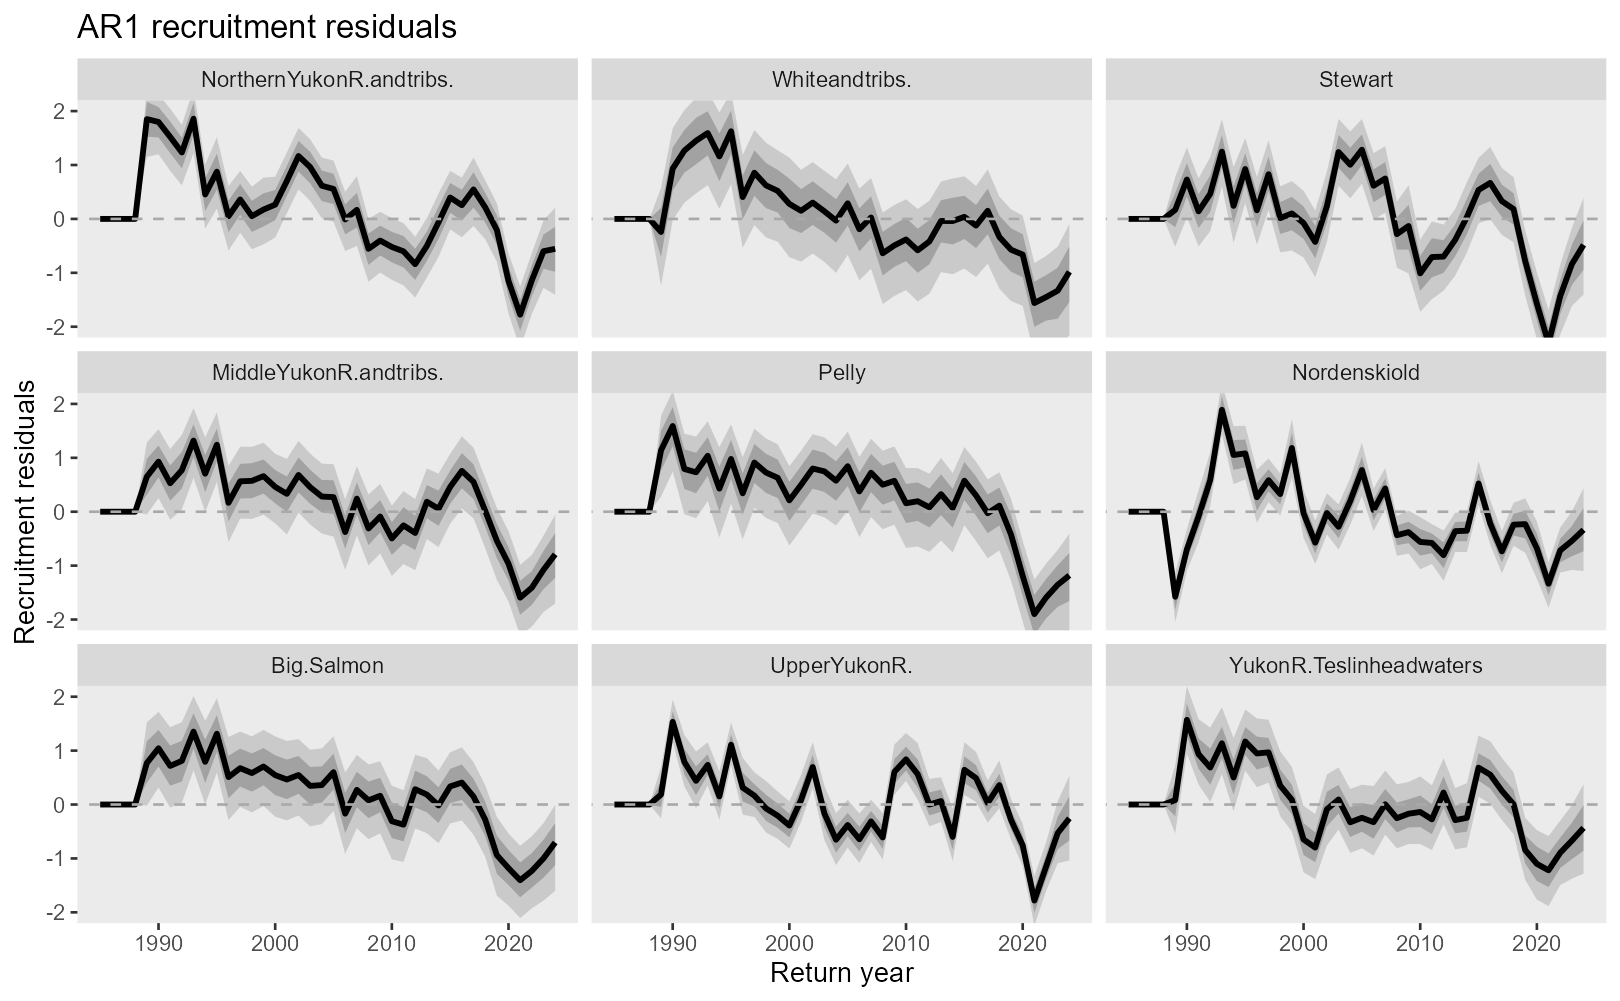 AR1 recruitment residuals
NorthernYukonR.andtribs.
Whiteandtribs.
Stewart
2
1
0
-1
-2
MiddleYukonR.andtribs.
Pelly
Nordenskiold
2
1
0
-1
-2
Recruitment residuals
Big.Salmon
UpperYukonR.
YukonR.Teslinheadwaters
2
1
0
-1
-2
1990 2000 2010 2020
1990 2000 2010 2020
1990 2000 2010 2020
Return year